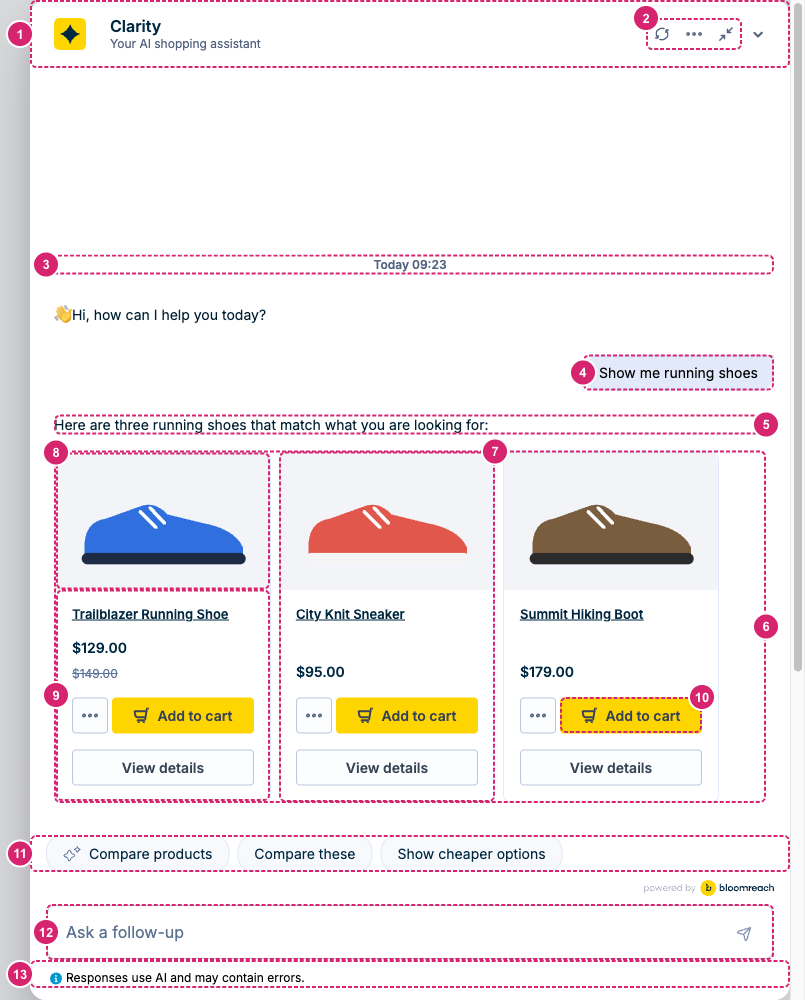 1
Clarity
Your AI shopping assistant
2
3
Today 09:23
👋Hi, how can I help you today?
4
Show me running shoes
Here are three running shoes that match what you are looking for:
5
8
7
Trailblazer Running Shoe
City Knit Sneaker
Summit Hiking Boot
6
$129.00
$149.00
$95.00
$179.00
9
10
Add to cart
Add to cart
Add to cart
View details
View details
View details
11
Compare products
Compare these
Show cheaper options
powered by b bloomreach
12
Ask a follow-up
13
Responses use AI and may contain errors.